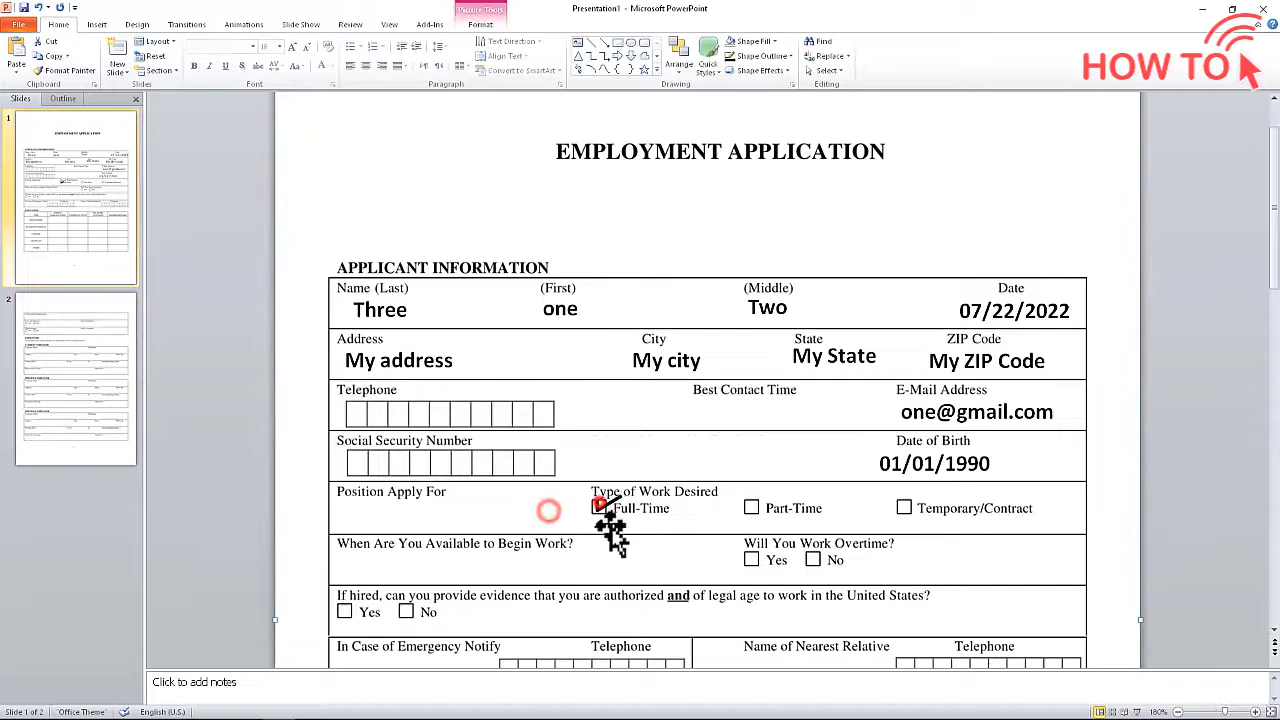 Picture Tools
Presentation1 - Microsoft PowerPoint
File Home Insert Design Transitions Animations Slide Show Review View Add-Ins Format
Paste
Cut
Copy
Format Painter
Clipboard
New
Slide
Layout
Reset
Section
Slides
18
Font
Text Direction
Align Text
Convert to SmartArt
Paragraph
Arrange
Quick
Styles
Shape Fill
Shape Outline
Shape Effects
Drawing
Find
Replace
Select
Editing
HOW TO
Slides Outline
1
2
EMPLOYMENT APPLICATION
APPLICANT INFORMATION
Name (Last) (First) (Middle) Date
Three one Two 07/22/2022
Address City State ZIP Code
My address My city My State My ZIP Code
Telephone Best Contact Time E-Mail Address
one@gmail.com
Social Security Number Date of Birth
01/01/1990
Position Apply For Type of Work Desired
Full-Time Part-Time Temporary/Contract
When Are You Available to Begin Work? Will You Work Overtime?
Yes No
If hired, can you provide evidence that you are authorized and of legal age to work in the United States?
Yes No
In Case of Emergency Notify Telephone Name of Nearest Relative Telephone
Click to add notes
Slide 1 of 2 "Office Theme" English (U.S.) 180%